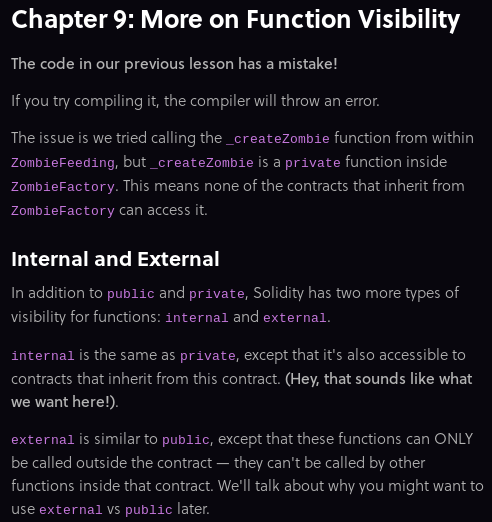 Chapter 9: More on Function Visibility
The code in our previous lesson has a mistake!
If you try compiling it, the compiler will throw an error.
The issue is we tried calling the _createZombie function from within
ZombieFeeding, but _createZombie is a private function inside
ZombieFactory. This means none of the contracts that inherit from
ZombieFactory can access it.
Internal and External
In addition to public and private, Solidity has two more types of
visibility for functions: internal and external.
internal is the same as private, except that it's also accessible to
contracts that inherit from this contract. (Hey, that sounds like what
we want here!).
external is similar to public, except that these functions can ONLY
be called outside the contract — they can't be called by other
functions inside that contract. We'll talk about why you might want to
use external vs public later.